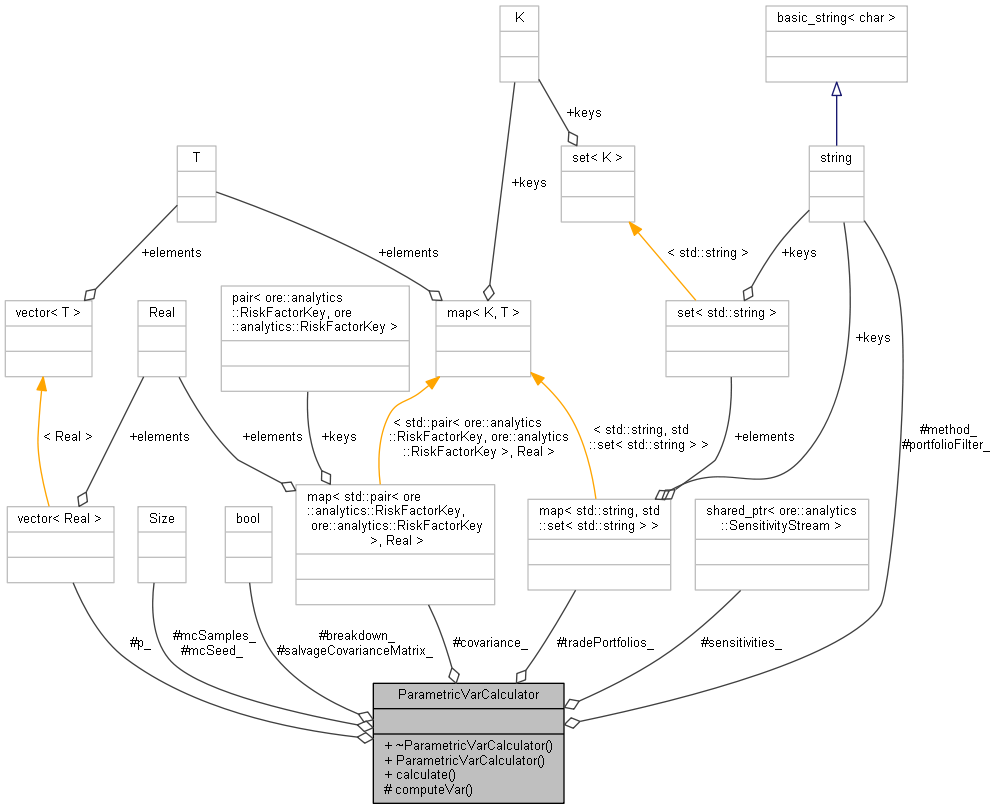 K
basic_string< char >
+keys
T
set< K >
string
+keys
+elements
+elements
< std::string >
+keys
vector< T >
Real
pair< ore::analytics
::RiskFactorKey, ore
::analytics::RiskFactorKey >
map< K, T >
set< std::string >
+keys
< Real >
+elements
+elements
+keys
< std::pair< ore::analytics
::RiskFactorKey, ore::analytics
::RiskFactorKey >, Real >
< std::string, std
::set< std::string > >
+elements
#method_
#portfolioFilter_
vector< Real >
Size
bool
map< std::pair< ore
::analytics::RiskFactorKey,
ore::analytics::RiskFactorKey
>, Real >
map< std::string, std
::set< std::string > >
shared_ptr< ore::analytics
::SensitivityStream >
#p_
#mcSamples_
#mcSeed_
#breakdown_
#salvageCovarianceMatrix_
#covariance_
#tradePortfolios_
#sensitivities_
ParametricVarCalculator
+ ~ParametricVarCalculator()
+ ParametricVarCalculator()
+ calculate()
# computeVar()